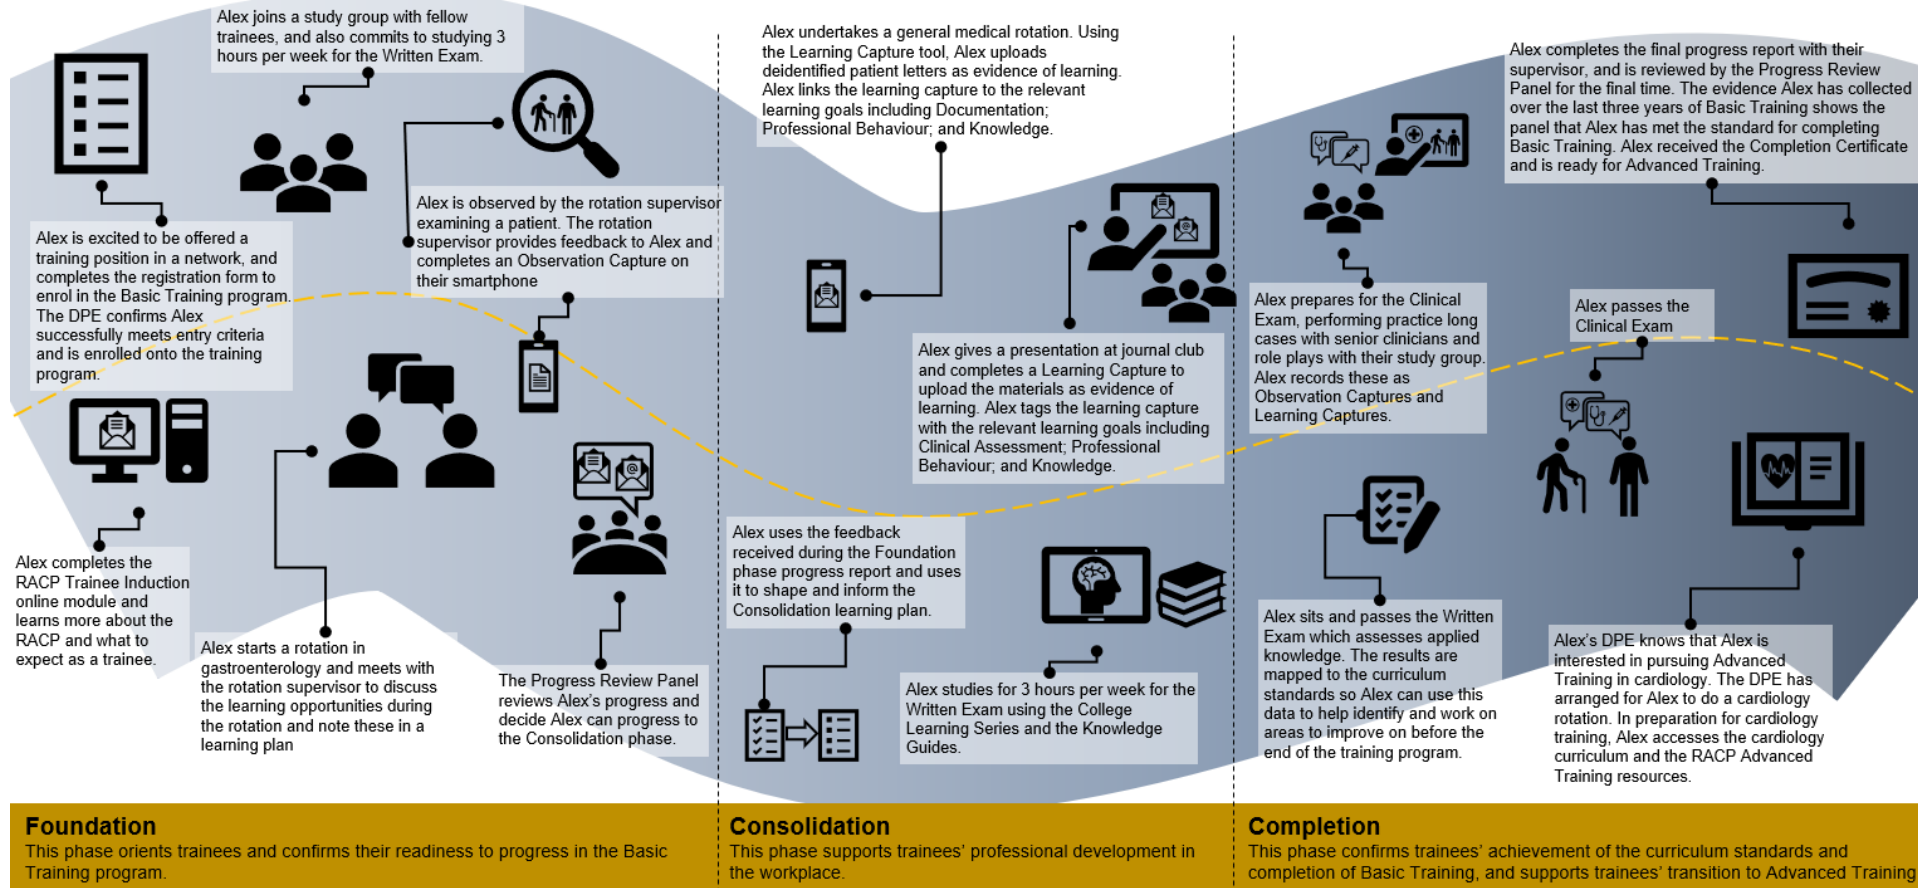 Alex joins a study group with fellow
trainees, and also commits to studying 3
hours per week for the Written Exam.
Alex is excited to be offered a
training position in a network, and
completes the registration form to
enrol in the Basic Training program.
The DPE confirms Alex
successfully meets entry criteria
and is enrolled onto the training
program.
Alex is observed by the rotation supervisor
examining a patient. The rotation
supervisor provides feedback to Alex and
completes an Observation Capture on
their smartphone
Alex completes the
RACP Trainee Induction
online module and
learns more about the
RACP and what to
expect as a trainee.
Alex starts a rotation in
gastroenterology and meets with
the rotation supervisor to discuss
the learning opportunities during
the rotation and note these in a
learning plan
The Progress Review Panel
reviews Alex's progress and
decide Alex can progress to
the Consolidation phase.
Alex undertakes a general medical rotation. Using
the Learning Capture tool, Alex uploads
deidentified patient letters as evidence of learning.
Alex links the learning capture to the relevant
learning goals including Documentation;
Professional Behaviour; and Knowledge.
Alex gives a presentation at journal club
and completes a Learning Capture to
upload the materials as evidence of
learning. Alex tags the learning capture
with the relevant learning goals including
Clinical Assessment; Professional
Behaviour; and Knowledge.
Alex uses the feedback
received during the Foundation
phase progress report and uses
it to shape and inform the
Consolidation learning plan.
Alex studies for 3 hours per week for the
Written Exam using the College
Learning Series and the Knowledge
Guides.
Alex completes the final progress report with their
supervisor, and is reviewed by the Progress Review
Panel for the final time. The evidence Alex has collected
over the last three years of Basic Training shows the
panel that Alex has met the standard for completing
Basic Training. Alex received the Completion Certificate
and is ready for Advanced Training.
Alex prepares for the Clinical
Exam, performing practice long
cases with senior clinicians and
role plays with their study group.
Alex records these as
Observation Captures and
Learning Captures.
Alex passes the
Clinical Exam
Alex sits and passes the Written
Exam which assesses applied
knowledge. The results are
mapped to the curriculum
standards so Alex can use this
data to help identify and work on
areas to improve on before the
end of the training program.
Alex's DPE knows that Alex is
interested in pursuing Advanced
Training in cardiology. The DPE has
arranged for Alex to do a cardiology
rotation. In preparation for cardiology
training, Alex accesses the cardiology
curriculum and the RACP Advanced
Training resources.
Foundation
This phase orients trainees and confirms their readiness to progress in the Basic
Training program.
Consolidation
This phase supports trainees' professional development in
the workplace.
Completion
This phase confirms trainees' achievement of the curriculum standards and
completion of Basic Training, and supports trainees' transition to Advanced Training